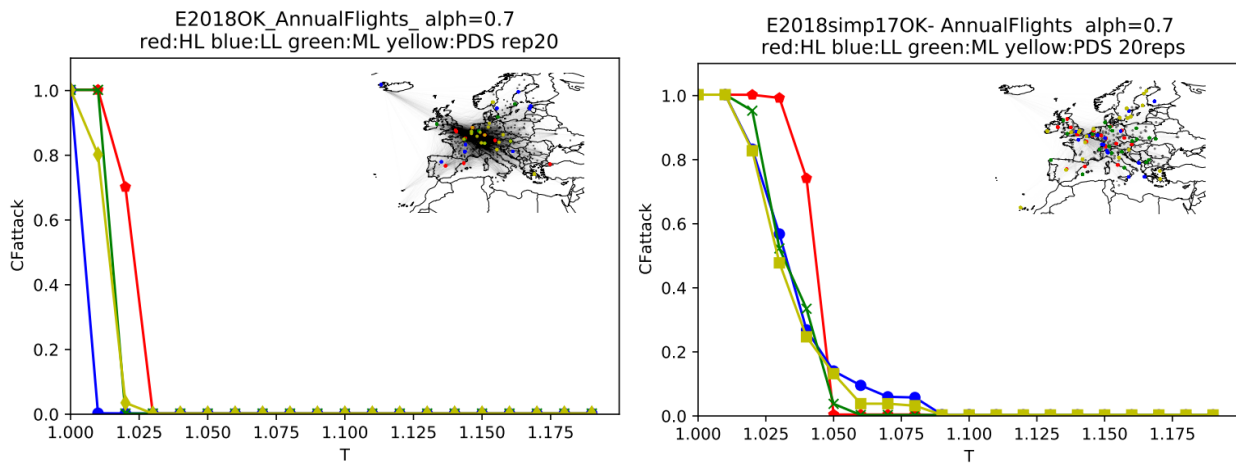 E2018OK_AnnualFlights_ alph=0.7
red:HL blue:LL green:ML yellow:PDS rep20
1.0
0.8
0.6
0.4
0.2
0.0
CFattack
1.000 1.025 1.050 1.075 1.100 1.125 1.150 1.175
T
E2018simp17OK- AnnualFlights alph=0.7
red:HL blue:LL green:ML yellow:PDS 20reps
1.0
0.8
0.6
0.4
0.2
0.0
CFattack
1.000 1.025 1.050 1.075 1.100 1.125 1.150 1.175
T